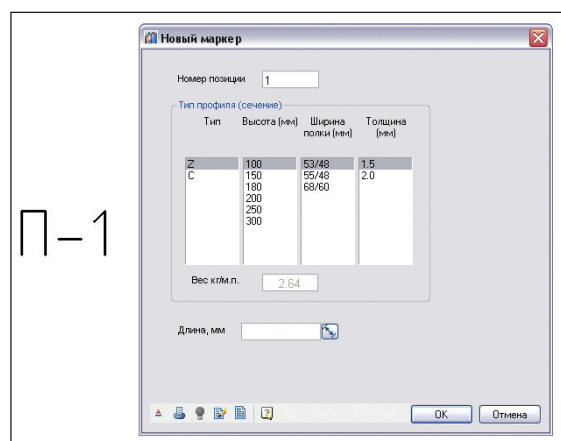 Новый маркер
Номер позиции 1
Тип профиля (сечение)
Тип Высота (мм) Ширина полки (мм) Толщина (мм)
Z 100 53/48 1.5
C 150 55/48 2.0
180 68/60
200
250
300
П-1
Вес кг/м.п. 2.64
Длина, мм
OK Отмена